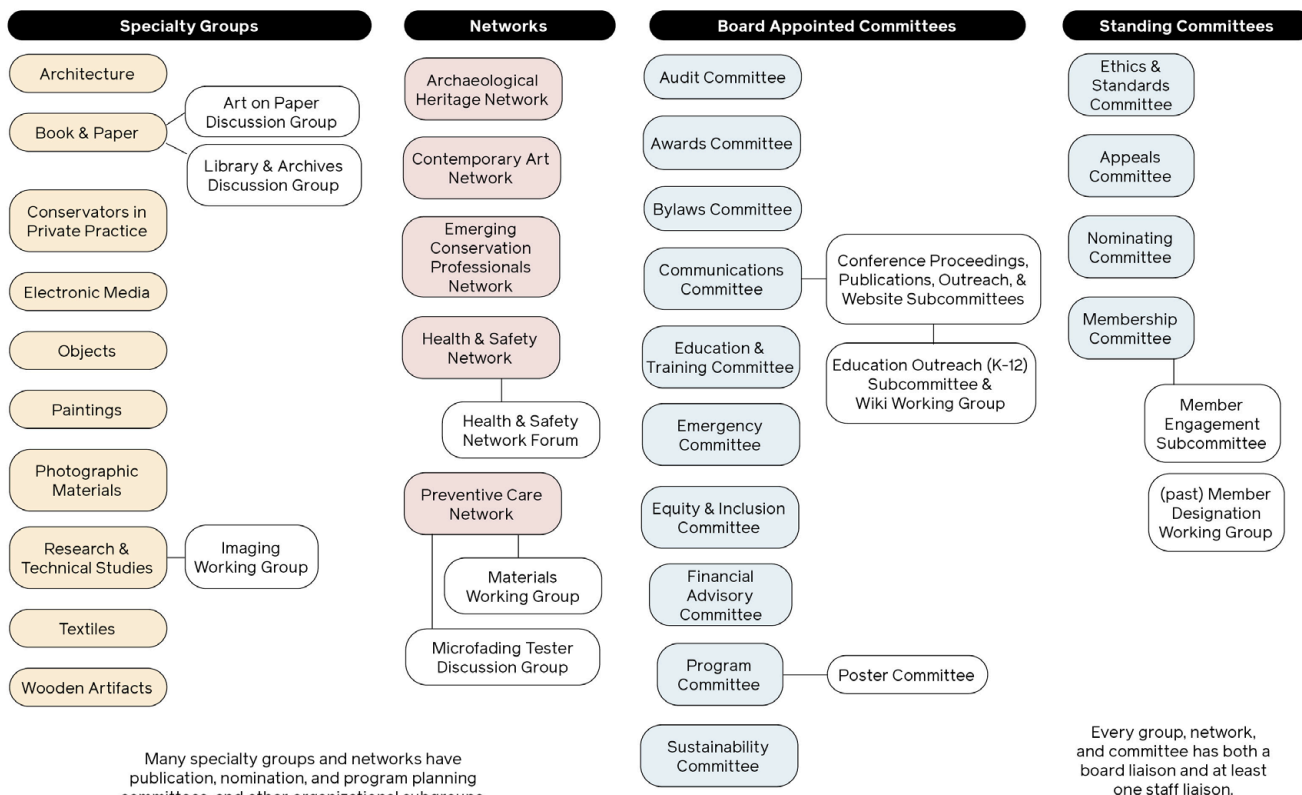 Specialty Groups
Architecture
Book & Paper
Art on Paper
Discussion Group
Library & Archives
Discussion Group
Conservators in
Private Practice
Electronic Media
Objects
Paintings
Photographic
Materials
Research &
Technical Studies
Imaging
Working Group
Textiles
Wooden Artifacts
Many specialty groups and networks have
publication, nomination, and program planning
committees, and other organizational subgroups
Networks
Archaeological
Heritage Network
Contemporary Art
Network
Emerging
Conservation
Professionals
Network
Health & Safety
Network
Health & Safety
Network Forum
Preventive Care
Network
Materials
Working Group
Microfading Tester
Discussion Group
Board Appointed Committees
Audit Committee
Awards Committee
Bylaws Committee
Communications
Committee
Conference Proceedings,
Publications, Outreach, &
Website Subcommittees
Education Outreach (K-12)
Subcommittee &
Wiki Working Group
Education &
Training Committee
Emergency
Committee
Equity & Inclusion
Committee
Financial
Advisory
Committee
Program
Committee
Poster Committee
Sustainability
Committee
Standing Committees
Ethics &
Standards
Committee
Appeals
Committee
Nominating
Committee
Membership
Committee
Member
Engagement
Subcommittee
(past) Member
Designation
Working Group
Every group, network,
and committee has both a
board liaison and at least
one staff liaison.